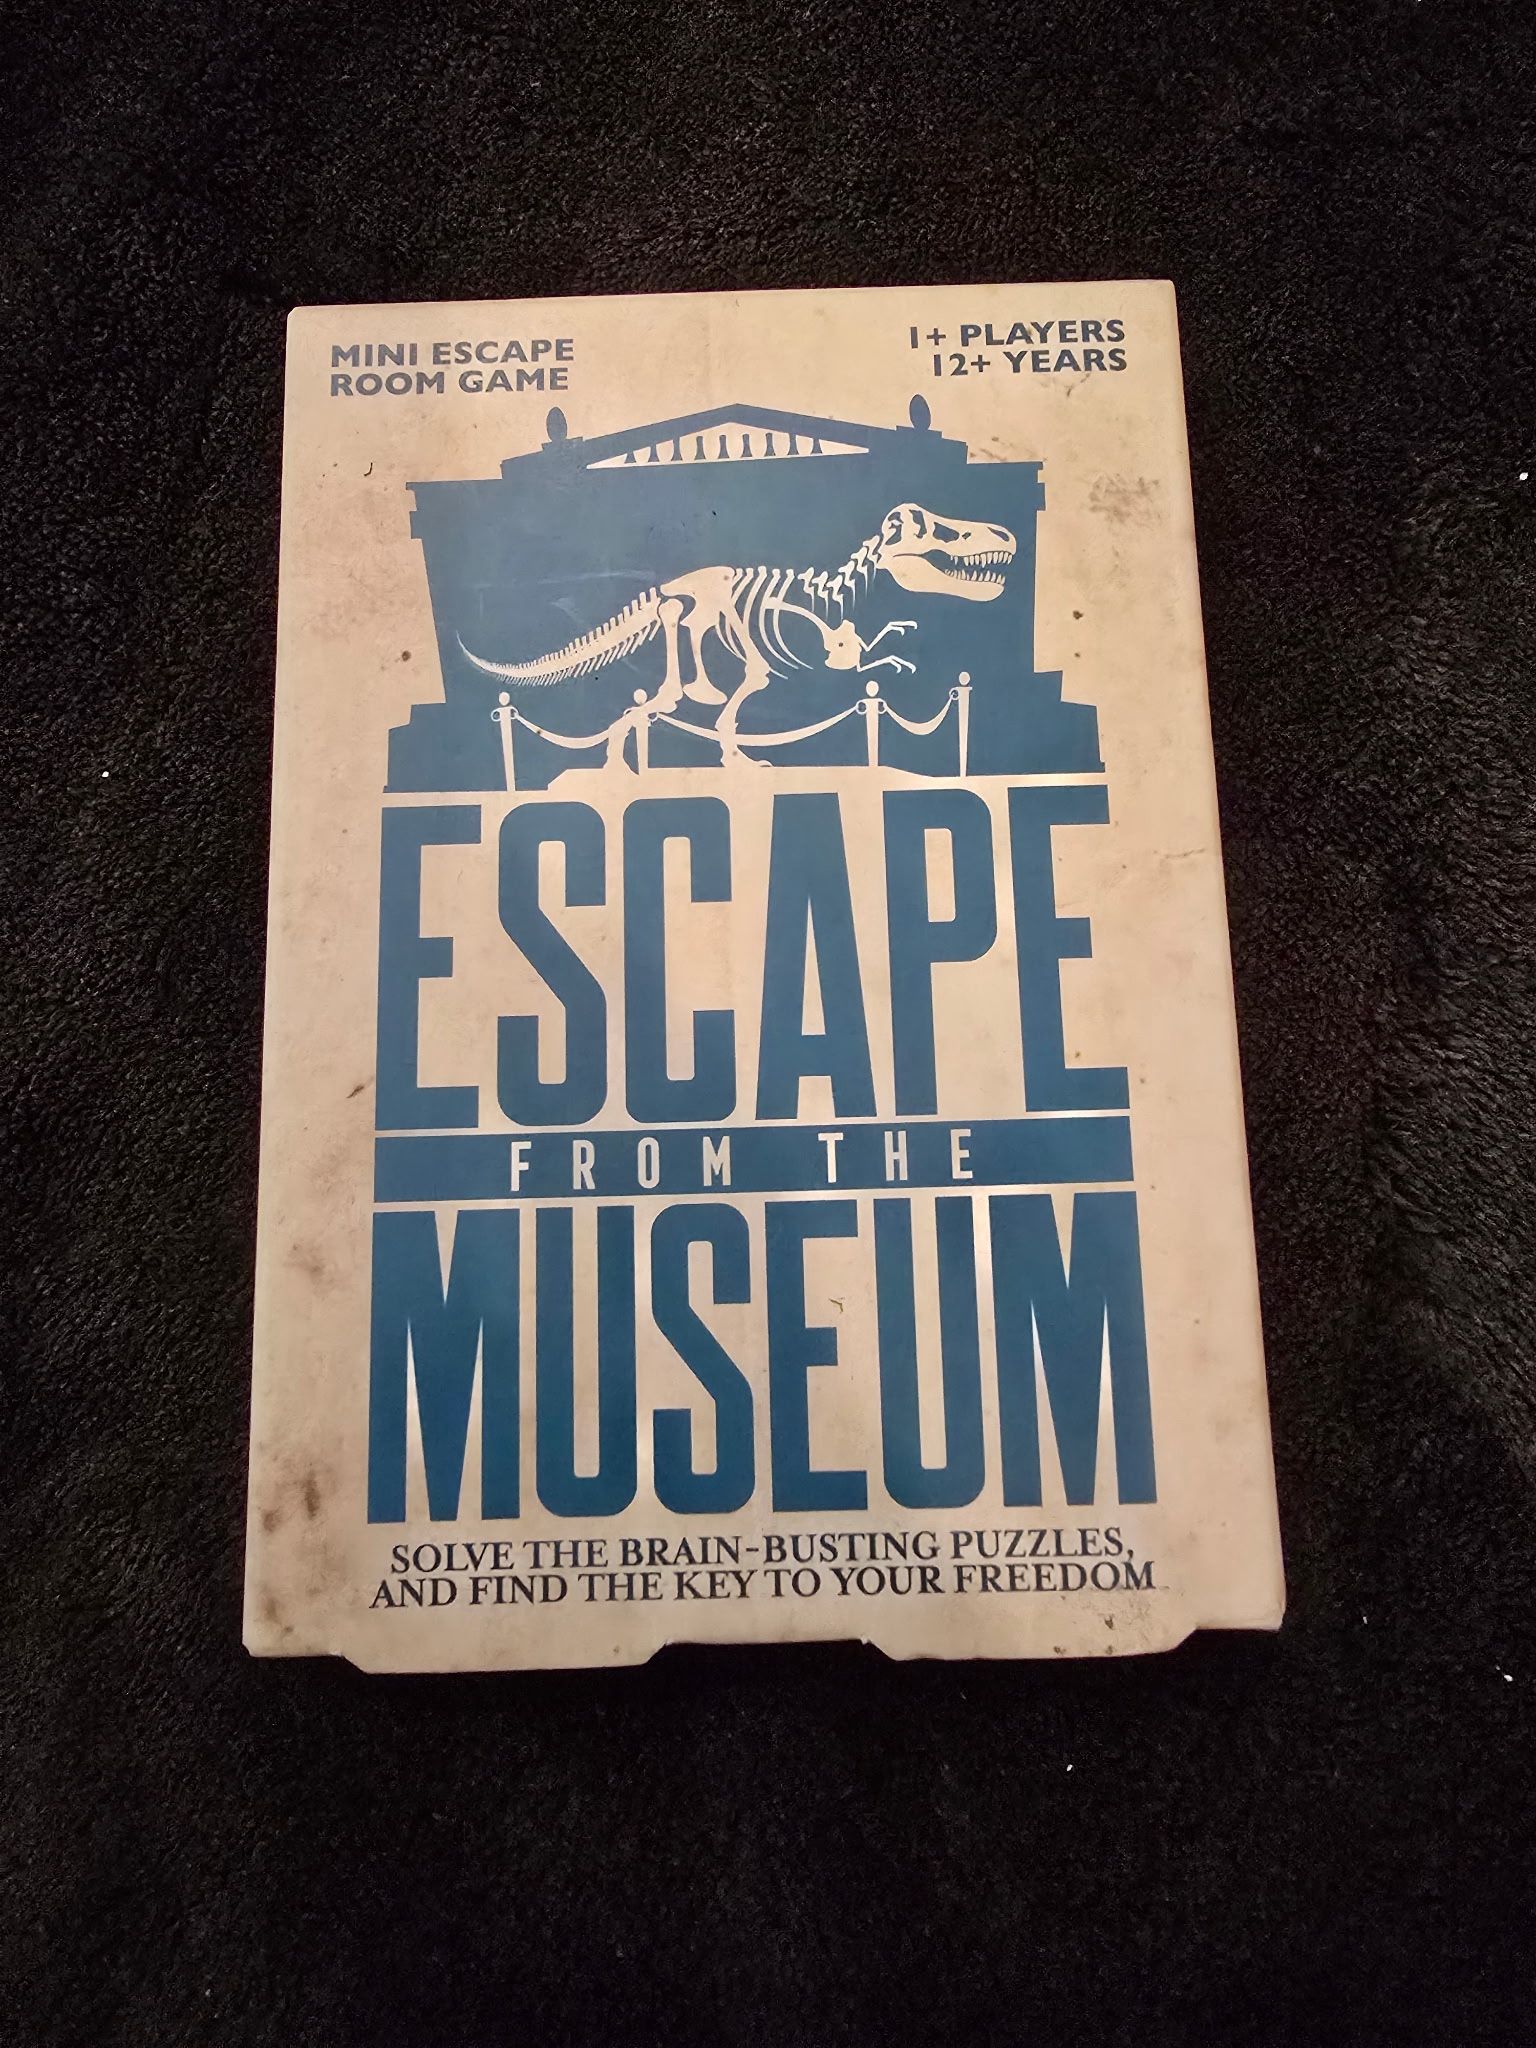 MINI ESCAPE
ROOM GAME
1+ PLAYERS
12+ YEARS
ESCAPE
FROM THE
MUSEUM
SOLVE THE BRAIN-BUSTING PUZZLES,
AND FIND THE KEY TO YOUR FREEDOM